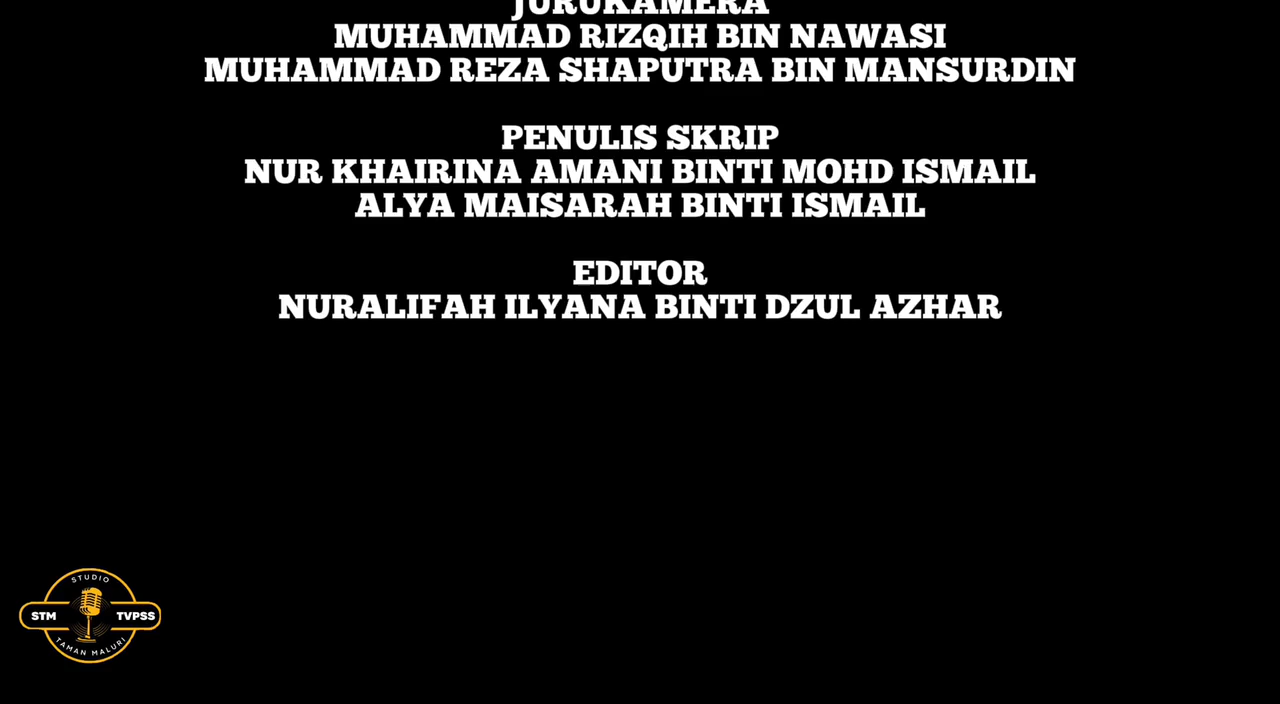 JURUKAMERA
MUHAMMAD RIZQIH BIN NAWASI
MUHAMMAD REZA SHAPUTRA BIN MANSURDIN
PENULIS SKRIP
NUR KHAIRINA AMANI BINTI MOHD ISMAIL
ALYA MAISARAH BINTI ISMAIL
EDITOR
NURALIFAH ILYANA BINTI DZUL AZHAR
STUDIO
STM TVPSS
TAMAN MALURI